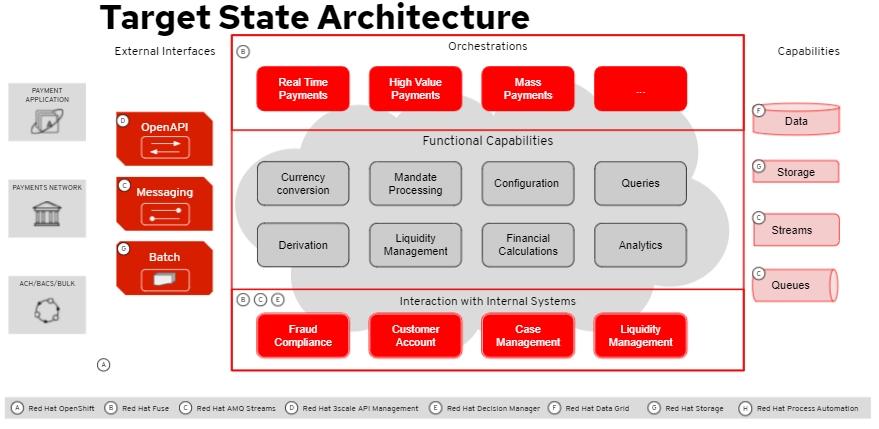 Target State Architecture
External Interfaces
Orchestrations
Capabilities
B
PAYMENT
APPLICATION
Real Time
Payments
High Value
Payments
Mass
Payments
...
D
OpenAPI
F
Data
Functional Capabilities
PAYMENTS NETWORK
C
Messaging
Currency
conversion
Mandate
Processing
Configuration
Queries
G
Storage
G
Batch
Derivation
Liquidity
Management
Financial
Calculations
Analytics
C
Streams
ACH/BACS/BULK
B C E
Interaction with Internal Systems
C
Queues
Fraud
Compliance
Customer
Account
Case
Management
Liquidity
Management
A
A Red Hat OpenShift B Red Hat Fuse C Red Hat AMQ Streams D Red Hat 3scale API Management E Red Hat Decision Manager F Red Hat Data Grid G Red Hat Storage H Red Hat Process Automation